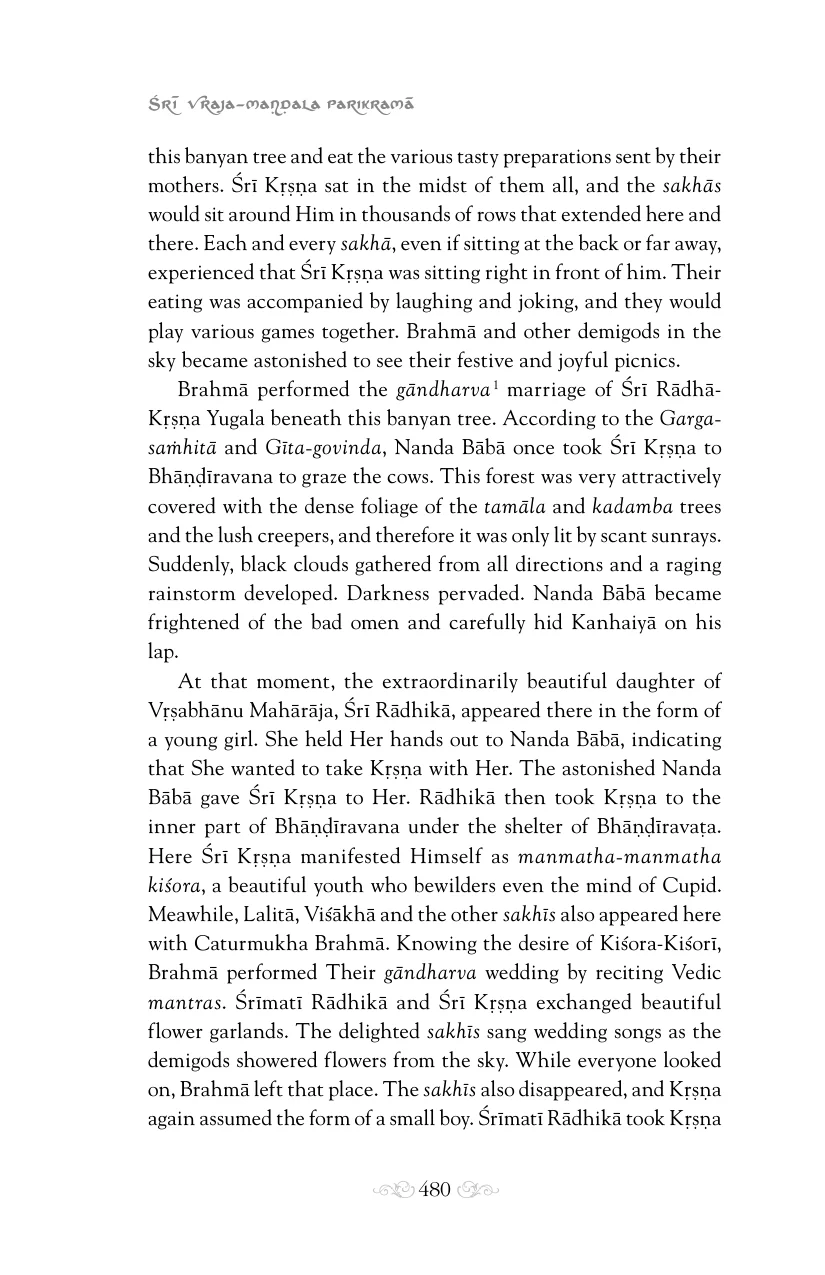 Śrī Vraja-maṇḍala Parikramā
this banyan tree and eat the various tasty preparations sent by their
mothers. Śrī Kṛṣṇa sat in the midst of them all, and the sakhās
would sit around Him in thousands of rows that extended here and
there. Each and every sakhā, even if sitting at the back or far away,
experienced that Śrī Kṛṣṇa was sitting right in front of him. Their
eating was accompanied by laughing and joking, and they would
play various games together. Brahmā and other demigods in the
sky became astonished to see their festive and joyful picnics.
Brahmā performed the gāndharva¹ marriage of Śrī Rādhā-
Kṛṣṇa Yugala beneath this banyan tree. According to the Garga-
saṁhitā and Gīta-govinda, Nanda Bābā once took Śrī Kṛṣṇa to
Bhāṇḍīravana to graze the cows. This forest was very attractively
covered with the dense foliage of the tamāla and kadamba trees
and the lush creepers, and therefore it was only lit by scant sunrays.
Suddenly, black clouds gathered from all directions and a raging
rainstorm developed. Darkness pervaded. Nanda Bābā became
frightened of the bad omen and carefully hid Kanhaiyā on his
lap.
At that moment, the extraordinarily beautiful daughter of
Vṛṣabhānu Mahārāja, Śrī Rādhikā, appeared there in the form of
a young girl. She held Her hands out to Nanda Bābā, indicating
that She wanted to take Kṛṣṇa with Her. The astonished Nanda
Bābā gave Śrī Kṛṣṇa to Her. Rādhikā then took Kṛṣṇa to the
inner part of Bhāṇḍīravana under the shelter of Bhāṇḍīravaṭa.
Here Śrī Kṛṣṇa manifested Himself as manmatha-manmatha
kiśora, a beautiful youth who bewilders even the mind of Cupid.
Meawhile, Lalitā, Viśākhā and the other sakhīs also appeared here
with Caturmukha Brahmā. Knowing the desire of Kiśora-Kiśorī,
Brahmā performed Their gāndharva wedding by reciting Vedic
mantras. Śrīmatī Rādhikā and Śrī Kṛṣṇa exchanged beautiful
flower garlands. The delighted sakhīs sang wedding songs as the
demigods showered flowers from the sky. While everyone looked
on, Brahmā left that place. The sakhīs also disappeared, and Kṛṣṇa
again assumed the form of a small boy. Śrīmatī Rādhikā took Kṛṣṇa
480